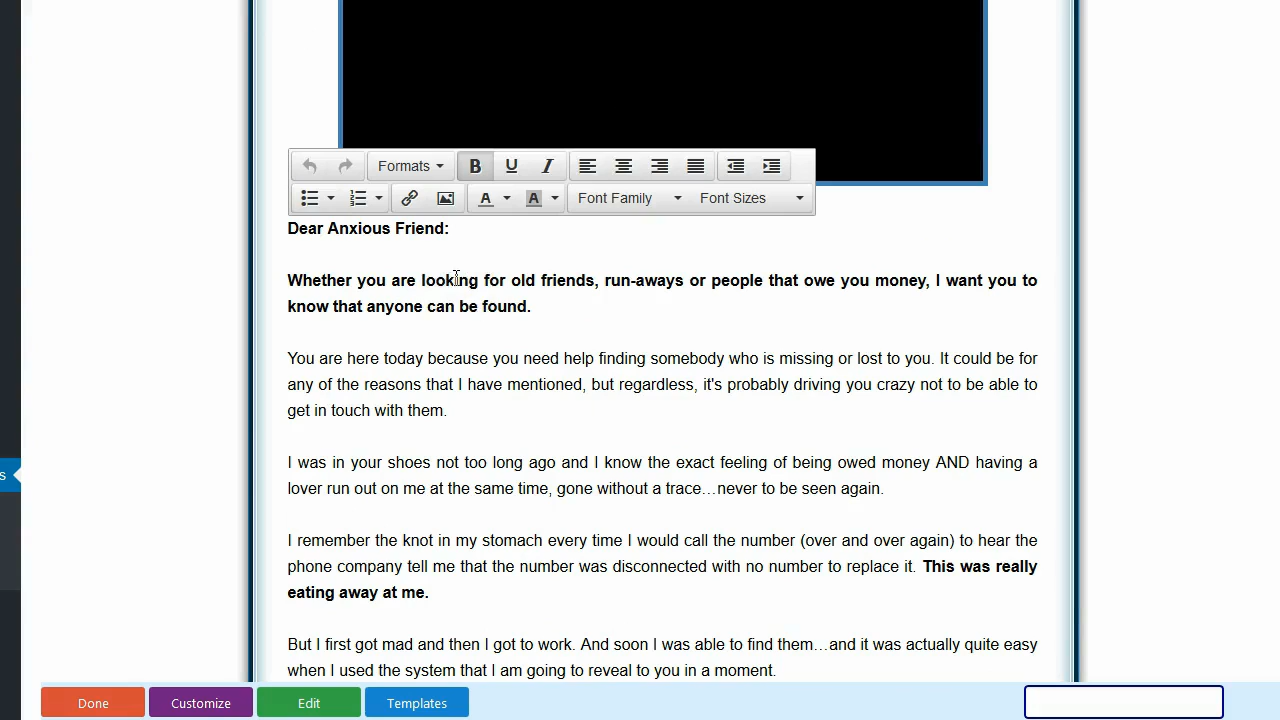 Formats
B U I
A A Font Family Font Sizes
Dear Anxious Friend:
Whether you are looking for old friends, run-aways or people that owe you money, I want you to
know that anyone can be found.
You are here today because you need help finding somebody who is missing or lost to you. It could be for
any of the reasons that I have mentioned, but regardless, it's probably driving you crazy not to be able to
get in touch with them.
I was in your shoes not too long ago and I know the exact feeling of being owed money AND having a
lover run out on me at the same time, gone without a trace…never to be seen again.
I remember the knot in my stomach every time I would call the number (over and over again) to hear the
phone company tell me that the number was disconnected with no number to replace it. This was really
eating away at me.
But I first got mad and then I got to work. And soon I was able to find them…and it was actually quite easy
when I used the system that I am going to reveal to you in a moment.
s
Done Customize Edit Templates